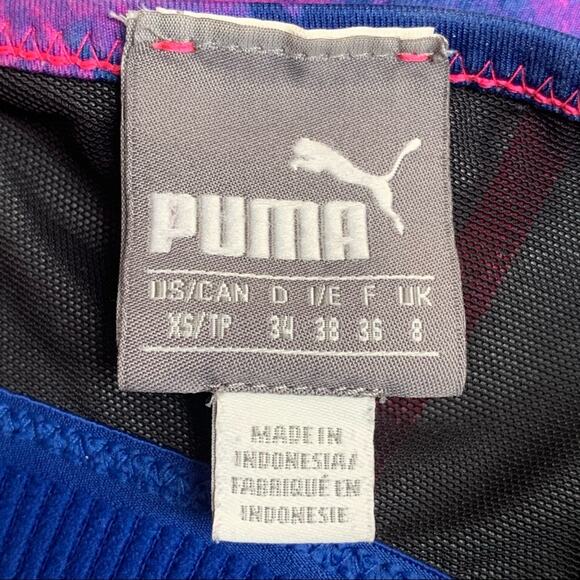 PUMA
US/CAN D I/E F UK
XS/TP 34 38 36 8
MADE IN
INDONESIA/
FABRIQUÉ EN
INDONESIE